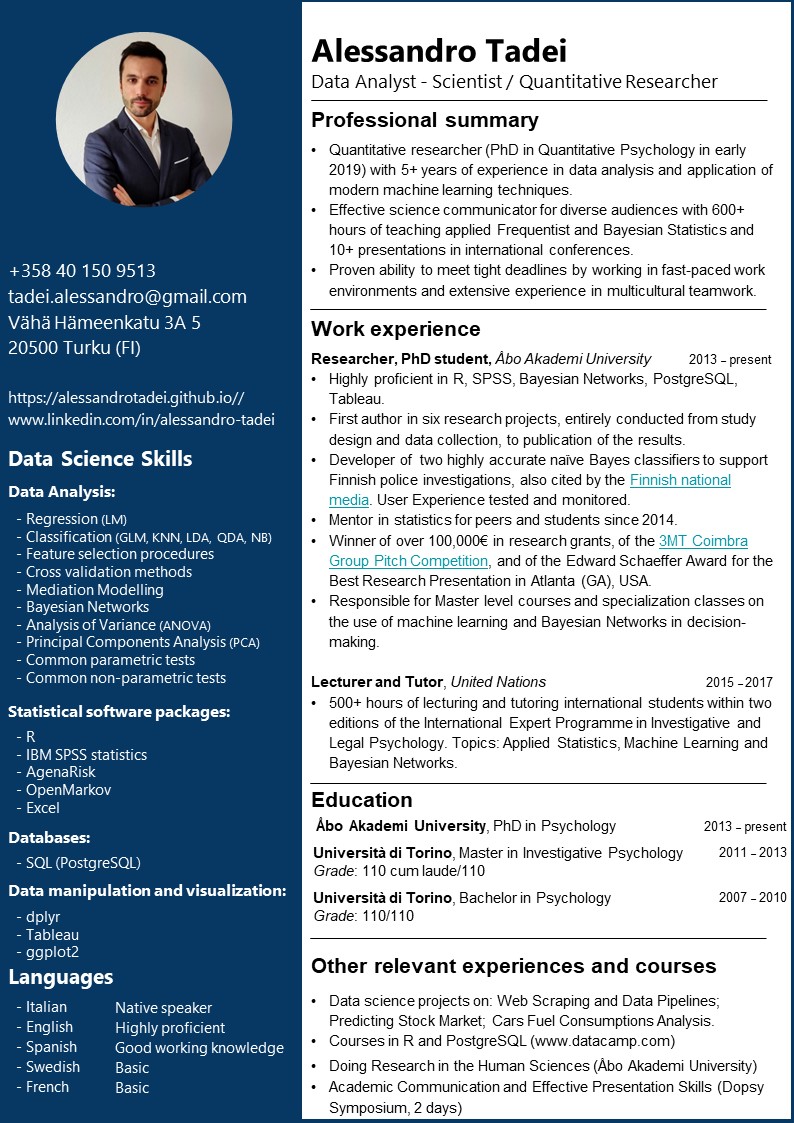 +358 40 150 9513
tadei.alessandro@gmail.com
Vähä Hämeenkatu 3A 5
20500 Turku (FI)
https://alessandrotadei.github.io//
www.linkedin.com/in/alessandro-tadei
Data Science Skills
Data Analysis:
- Regression (LM)
- Classification (GLM, KNN, LDA, QDA, NB)
- Feature selection procedures
- Cross validation methods
- Mediation Modelling
- Bayesian Networks
- Analysis of Variance (ANOVA)
- Principal Components Analysis (PCA)
- Common parametric tests
- Common non-parametric tests
Statistical software packages:
- R
- IBM SPSS statistics
- AgenaRisk
- OpenMarkov
- Excel
Databases:
- SQL (PostgreSQL)
Data manipulation and visualization:
- dplyr
- Tableau
- ggplot2
Languages
- Italian Native speaker
- English Highly proficient
- Spanish Good working knowledge
- Swedish Basic
- French Basic
Alessandro Tadei
Data Analyst - Scientist / Quantitative Researcher
Professional summary
• Quantitative researcher (PhD in Quantitative Psychology in early
2019) with 5+ years of experience in data analysis and application of
modern machine learning techniques.
• Effective science communicator for diverse audiences with 600+
hours of teaching applied Frequentist and Bayesian Statistics and
10+ presentations in international conferences.
• Proven ability to meet tight deadlines by working in fast-paced work
environments and extensive experience in multicultural teamwork.
Work experience
Researcher, PhD student, Åbo Akademi University 2013 – present
• Highly proficient in R, SPSS, Bayesian Networks, PostgreSQL,
Tableau.
• First author in six research projects, entirely conducted from study
design and data collection, to publication of the results.
• Developer of two highly accurate naïve Bayes classifiers to support
Finnish police investigations, also cited by the Finnish national
media. User Experience tested and monitored.
• Mentor in statistics for peers and students since 2014.
• Winner of over 100,000€ in research grants, of the 3MT Coimbra
Group Pitch Competition, and of the Edward Schaeffer Award for the
Best Research Presentation in Atlanta (GA), USA.
• Responsible for Master level courses and specialization classes on
the use of machine learning and Bayesian Networks in decision-
making.
Lecturer and Tutor, United Nations 2015 – 2017
• 500+ hours of lecturing and tutoring international students within two
editions of the International Expert Programme in Investigative and
Legal Psychology. Topics: Applied Statistics, Machine Learning and
Bayesian Networks.
Education
Åbo Akademi University, PhD in Psychology 2013 – present
Università di Torino, Master in Investigative Psychology 2011 – 2013
Grade: 110 cum laude/110
Università di Torino, Bachelor in Psychology 2007 – 2010
Grade: 110/110
Other relevant experiences and courses
• Data science projects on: Web Scraping and Data Pipelines;
Predicting Stock Market; Cars Fuel Consumptions Analysis.
• Courses in R and PostgreSQL (www.datacamp.com)
• Doing Research in the Human Sciences (Åbo Akademi University)
• Academic Communication and Effective Presentation Skills (Dopsy
Symposium, 2 days)